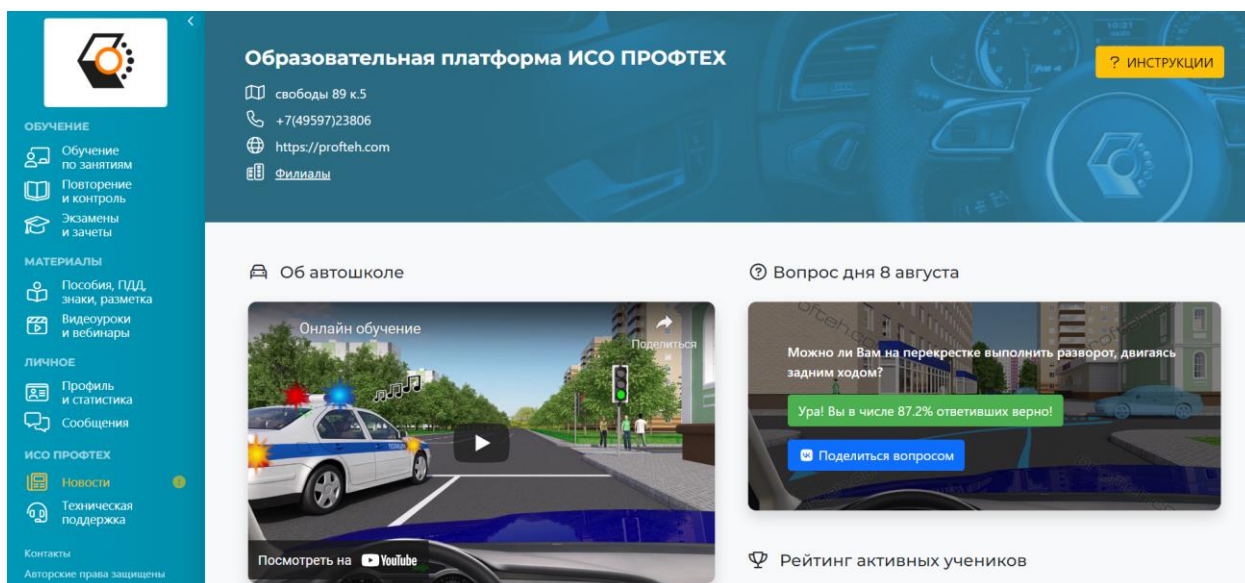 ОБУЧЕНИЕ
Обучение
по занятиям
Повторение
и контроль
Экзамены
и зачеты
МАТЕРИАЛЫ
Пособия, ПДД,
знаки, разметка
Видеоуроки
и вебинары
ЛИЧНОЕ
Профиль
и статистика
Сообщения
ИСО ПРОФТЕХ
Новости
Техническая
поддержка
Контакты
Авторские права защищены
Образовательная платформа ИСО ПРОФТЕХ
свободы 89 к.5
+7(49597)23806
https://profteh.com
Филиалы
? ИНСТРУКЦИИ
10:21
Об автошколе
Онлайн обучение
Поделиться
Посмотреть на YouTube
Вопрос дня 8 августа
Можно ли Вам на перекрестке выполнить разворот, двигаясь
задним ходом?
Ура! Вы в числе 87.2% ответивших верно!
Поделиться вопросом
Рейтинг активных учеников